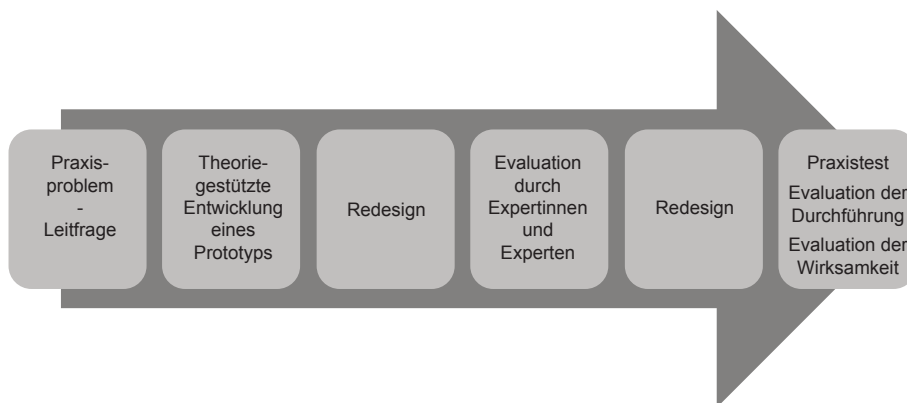 Praxis-
problem
-
Leitfrage
Theorie-
gestützte
Entwicklung
eines
Prototyps
Redesign
Evaluation
durch
Expertinnen
und
Experten
Redesign
Praxistest
Evaluation der
Durchführung
Evaluation der
Wirksamkeit